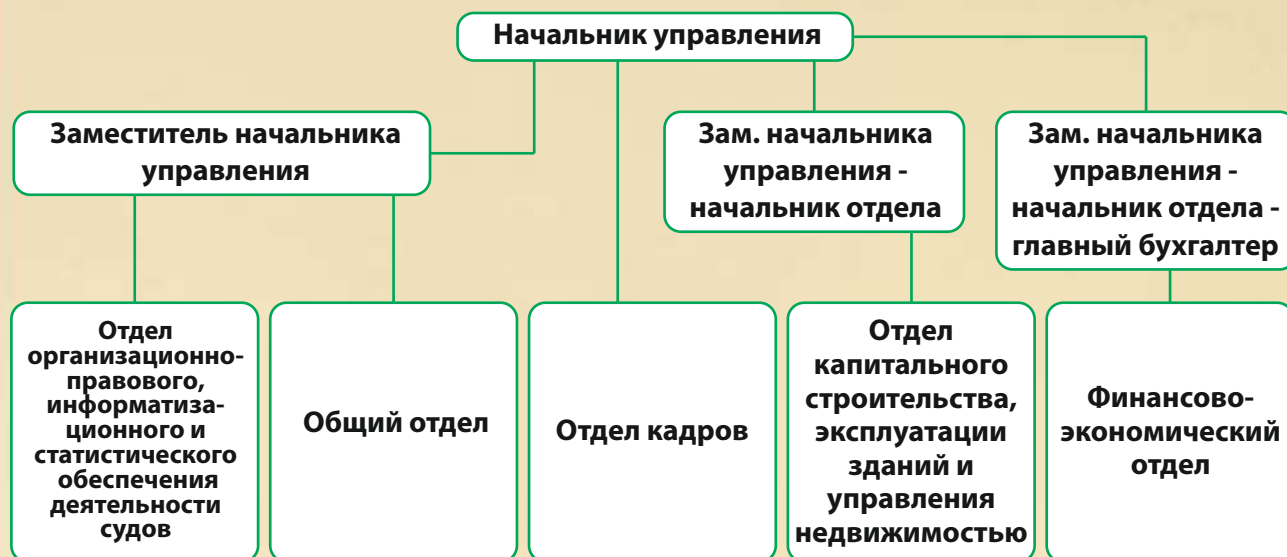 Начальник управления
Заместитель начальника
управления
Зам. начальника
управления -
начальник отдела
Зам. начальника
управления -
начальник отдела -
главный бухгалтер
Отдел
организационно-
правового,
информатиза-
ционного и
статистического
обеспечения
деятельности
судов
Общий отдел
Отдел кадров
Отдел
капитального
строительства,
эксплуатации
зданий и
управления
недвижимостью
Финансово-
экономический
отдел